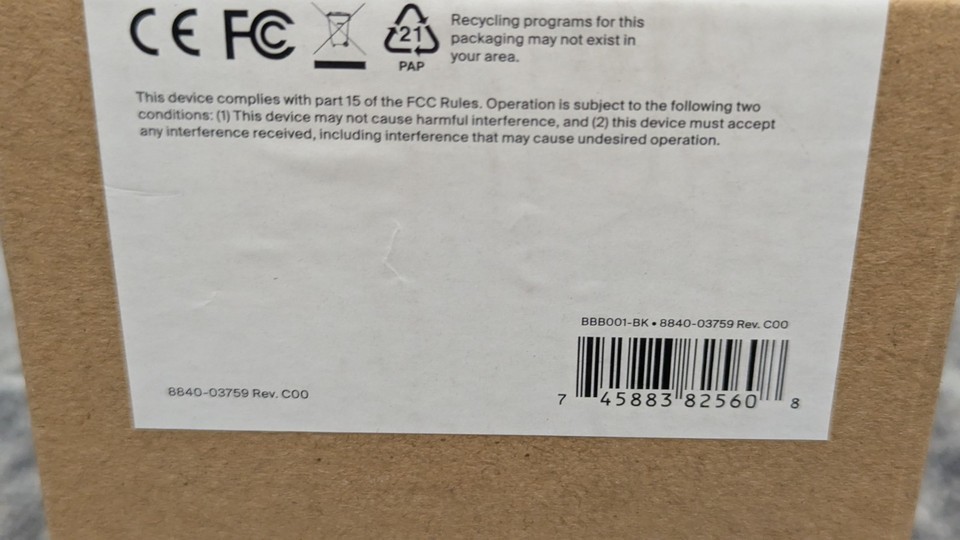 CE FC
21
PAP
Recycling programs for this
packaging may not exist in
your area.
This device complies with part 15 of the FCC Rules. Operation is subject to the following two
conditions: (1) This device may not cause harmful interference, and (2) this device must accept
any interference received, including interference that may cause undesired operation.
BBB001-BK • 8840-03759 Rev. C00
7 45883 82560 8
8840-03759 Rev. C00